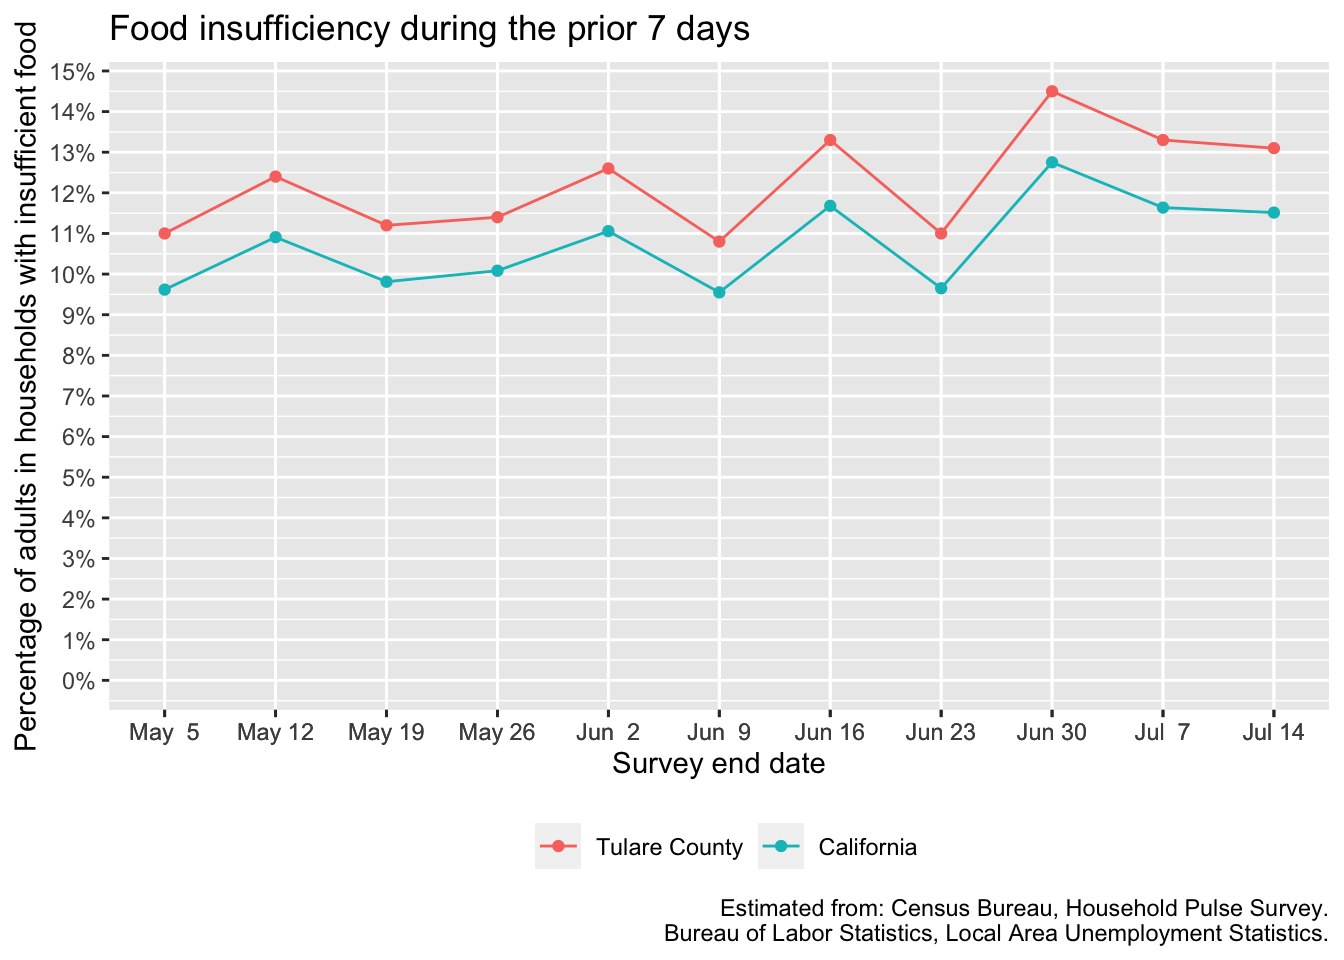 Food insufficiency during the prior 7 days
Percentage of adults in households with insufficient food
15%
14%
13%
12%
11%
10%
9%
8%
7%
6%
5%
4%
3%
2%
1%
0%
May 5 May 12 May 19 May 26 Jun 2 Jun 9 Jun 16 Jun 23 Jun 30 Jul 7 Jul 14
Survey end date
Tulare County California
Estimated from: Census Bureau, Household Pulse Survey.
Bureau of Labor Statistics, Local Area Unemployment Statistics.